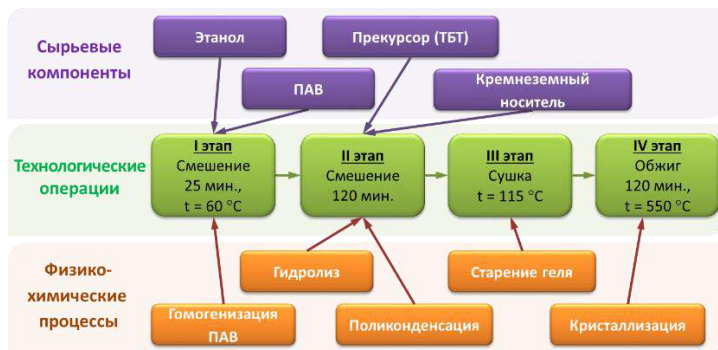 Сырьевые
компоненты
Этанол
Прекурсор (ТБТ)
ПАВ
Кремнеземный
носитель
Технологические
операции
I этап
Смешение
25 мин.,
t = 60 °C
II этап
Смешение
120 мин.
III этап
Сушка
t = 115 °C
IV этап
Обжиг
120 мин.,
t = 550 °C
Физико-
химические
процессы
Гидролиз
Старение геля
Гомогенизация
ПАВ
Поликонденсация
Кристаллизация